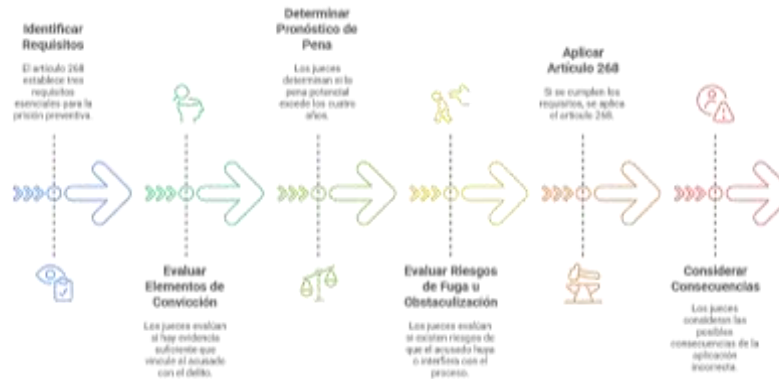 Identificar
Requisitos
El artículo 268
establece tres
requisitos
esenciales para la
prisión preventiva.
Evaluar
Elementos de
Convicción
Los jueces evalúan
si hay evidencia
suficiente que
vincule al acusado
con el delito.
Determinar
Pronóstico de
Pena
Los jueces
determinan si la
pena potencial
excede los cuatro
años.
Evaluar Riesgos
de Fuga u
Obstaculización
Los jueces evalúan
si existen riesgos de
que el acusado huya
o interfiera con el
proceso.
Aplicar
Artículo 268
Si se cumplen los
requisitos, se aplica
el artículo 268.
Considerar
Consecuencias
Los jueces
consideran las
posibles
consecuencias de la
aplicación
incorrecta.